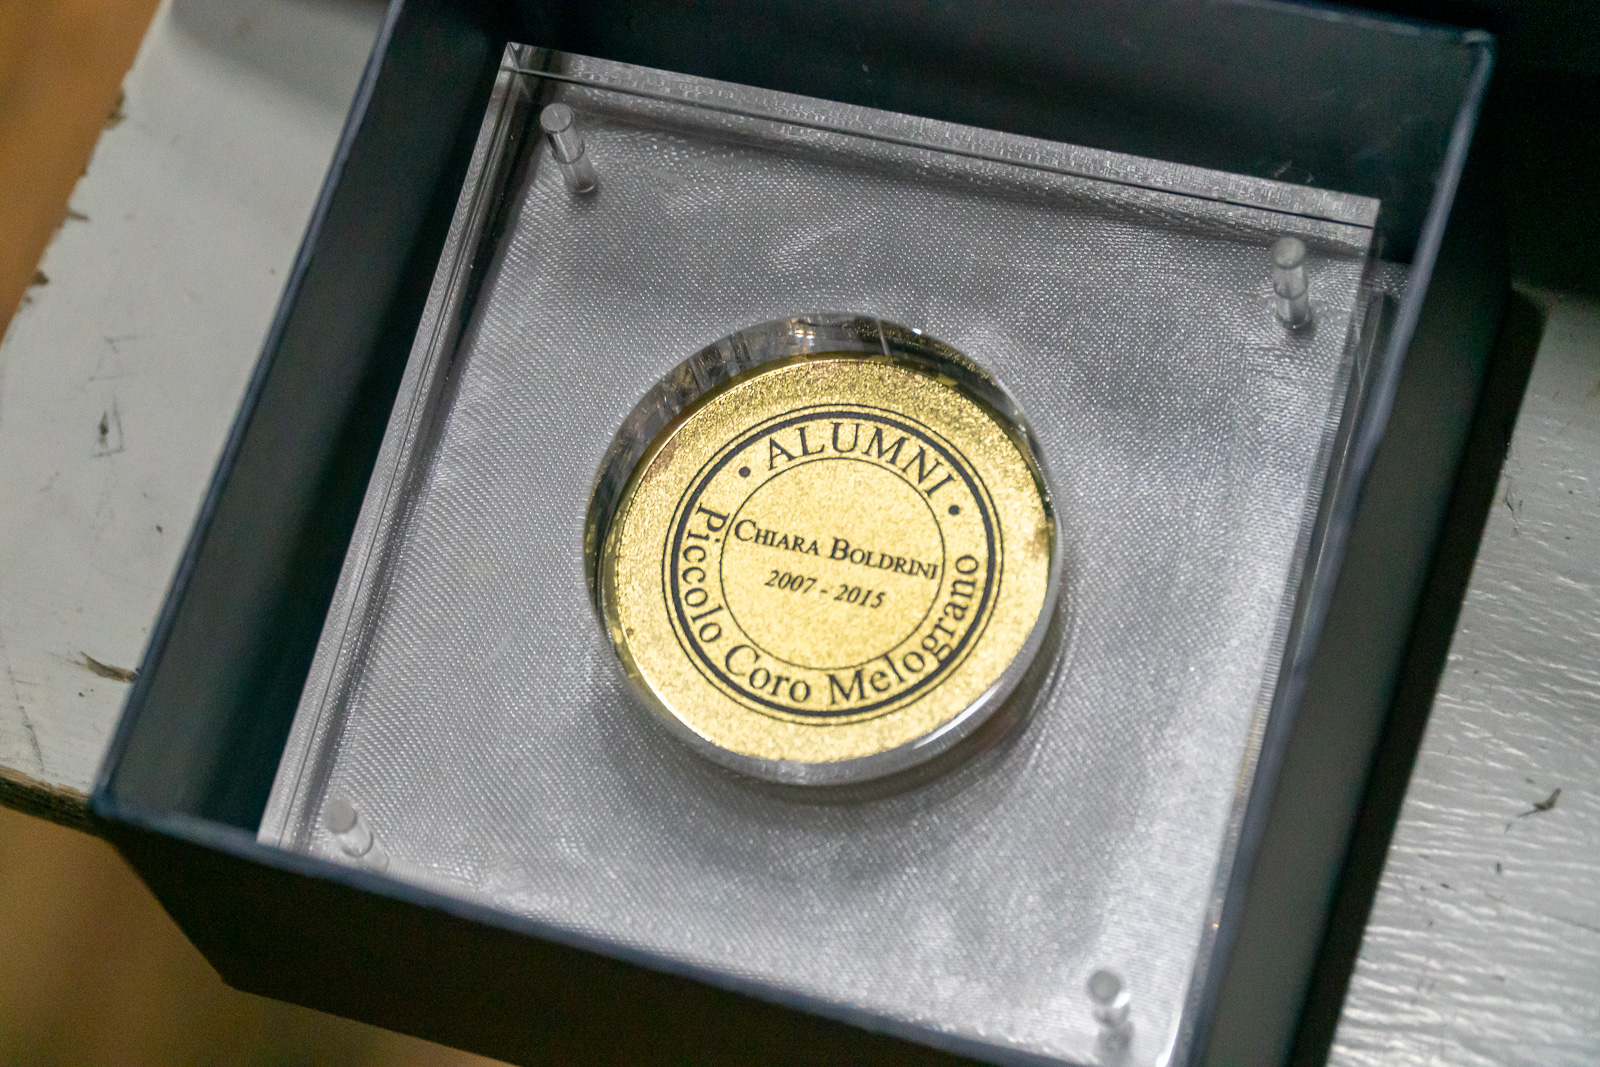 • ALUMNI •
CHIARA BOLDRINI
2007 - 2015
Piccolo Coro Melograno